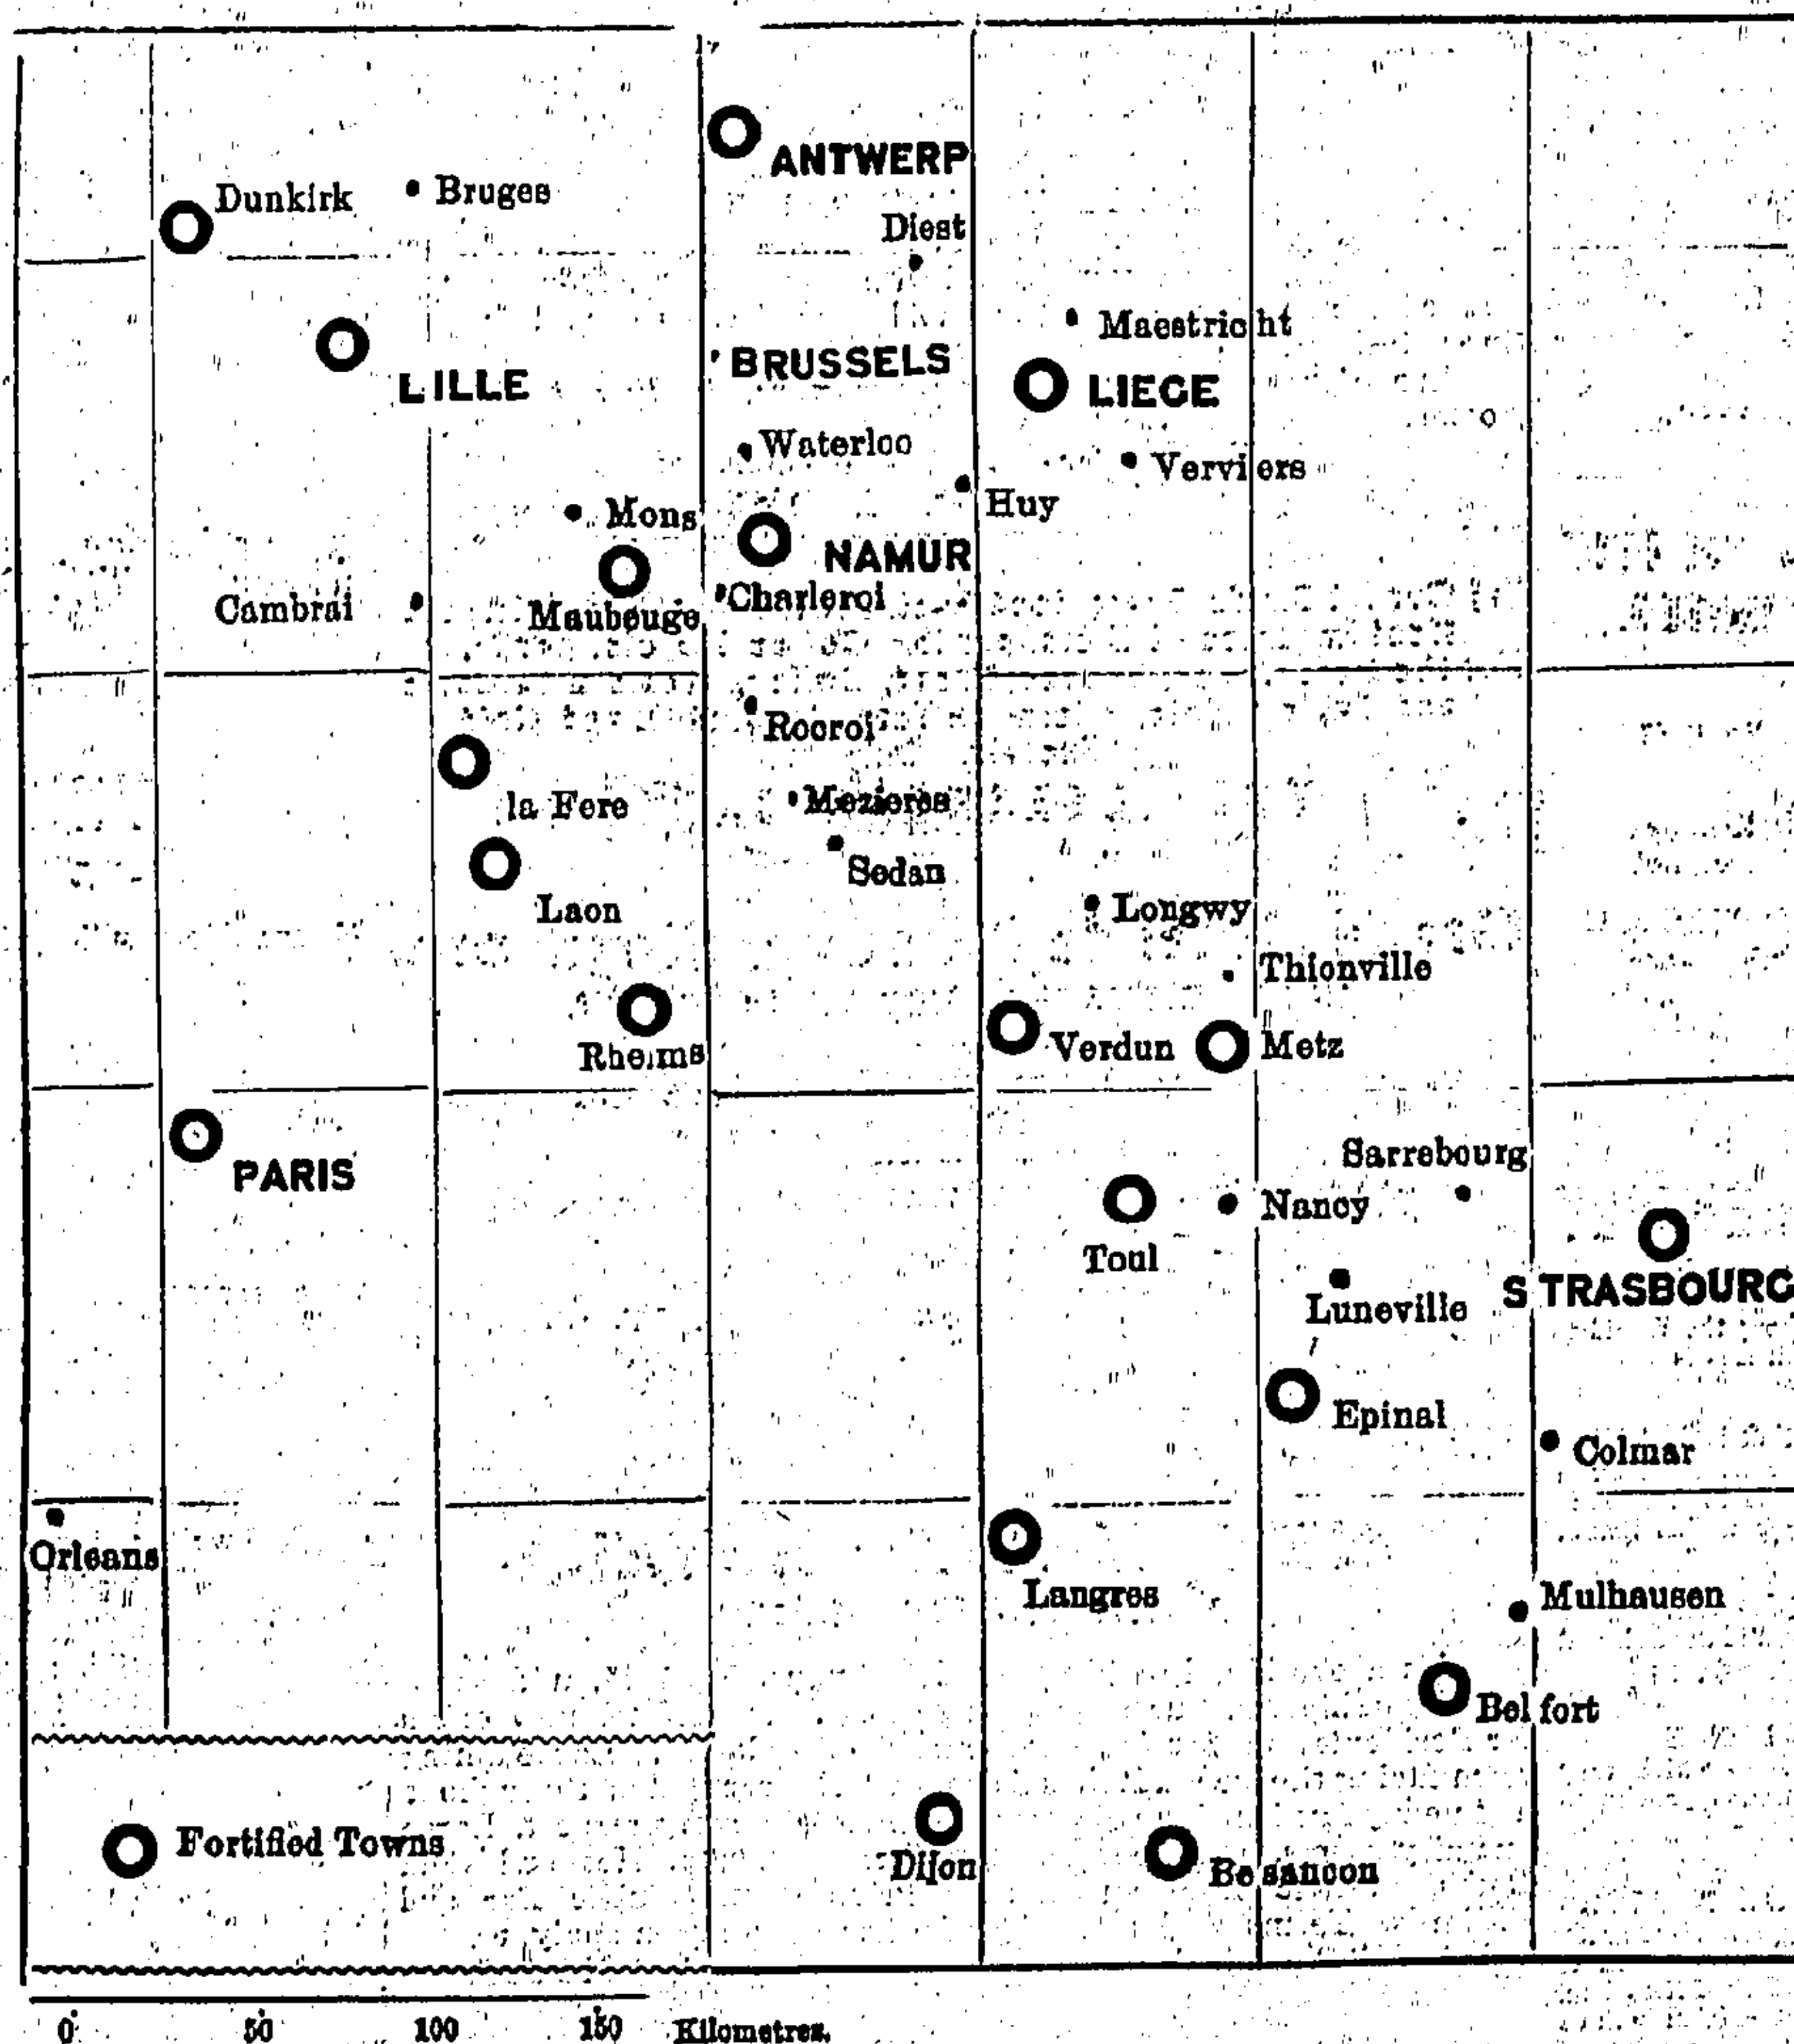 ANTWERP
Dunkirk
Bruges
Diest
Maestricht
LILLE
BRUSSELS
LIEGE
Waterloo
Verviers
Huy
Mons
NAMUR
Cambrai
Maubeuge
Charleroi
Rocroi
la Fere
Mezieres
Sedan
Laon
Longwy
Thionville
Rheims
Verdun
Metz
PARIS
Sarrebourg
Nancy
Toul
STRASBOURG
Luneville
Epinal
Colmar
Orleans
Langres
Mulhausen
Belfort
Fortified Towns
Dijon
Besancon
0 50 100 150 Kilometres.